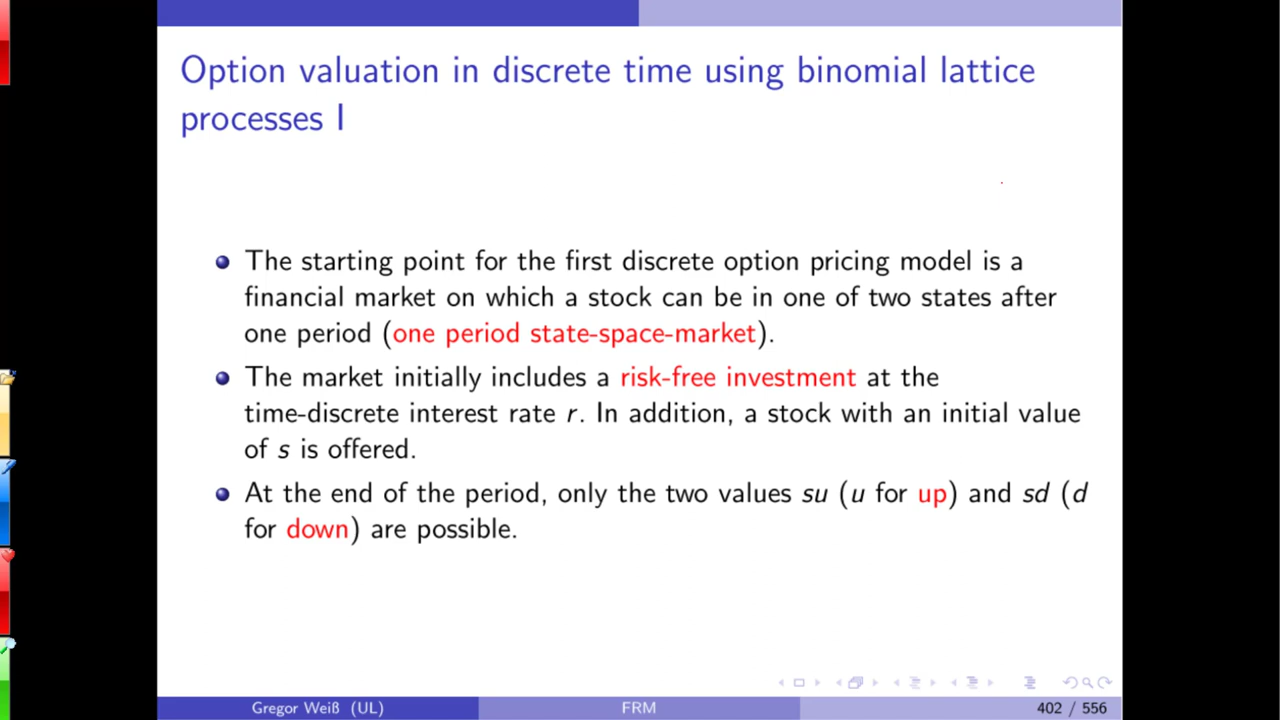 Option valuation in discrete time using binomial lattice
processes I
The starting point for the first discrete option pricing model is a
financial market on which a stock can be in one of two states after
one period (one period state-space-market).
The market initially includes a risk-free investment at the
time-discrete interest rate r. In addition, a stock with an initial value
of s is offered.
At the end of the period, only the two values su (u for up) and sd (d
for down) are possible.
Gregor Weiß (UL)
FRM
402 / 556